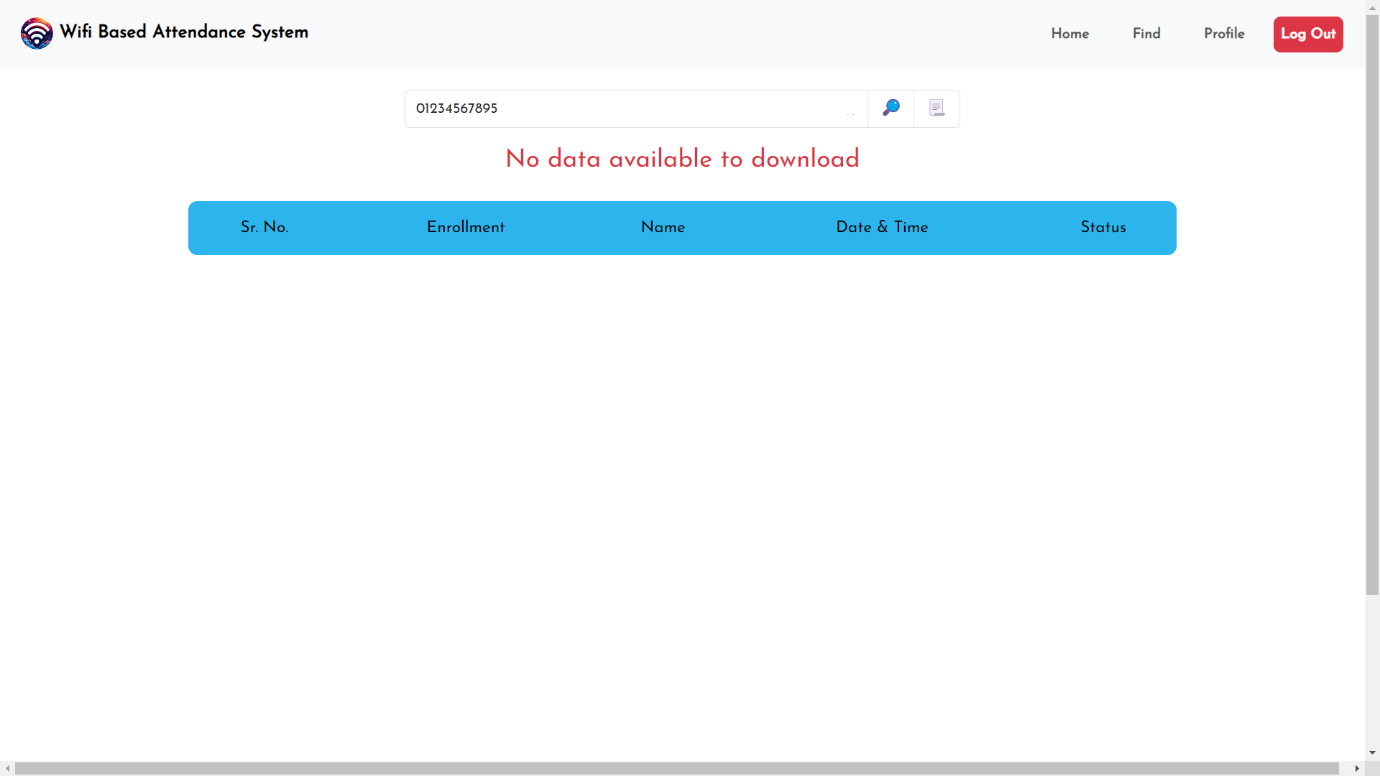 Wifi Based Attendance System Home Find Profile Log Out
01234567895
No data available to download
Sr. No. Enrollment Name Date & Time Status